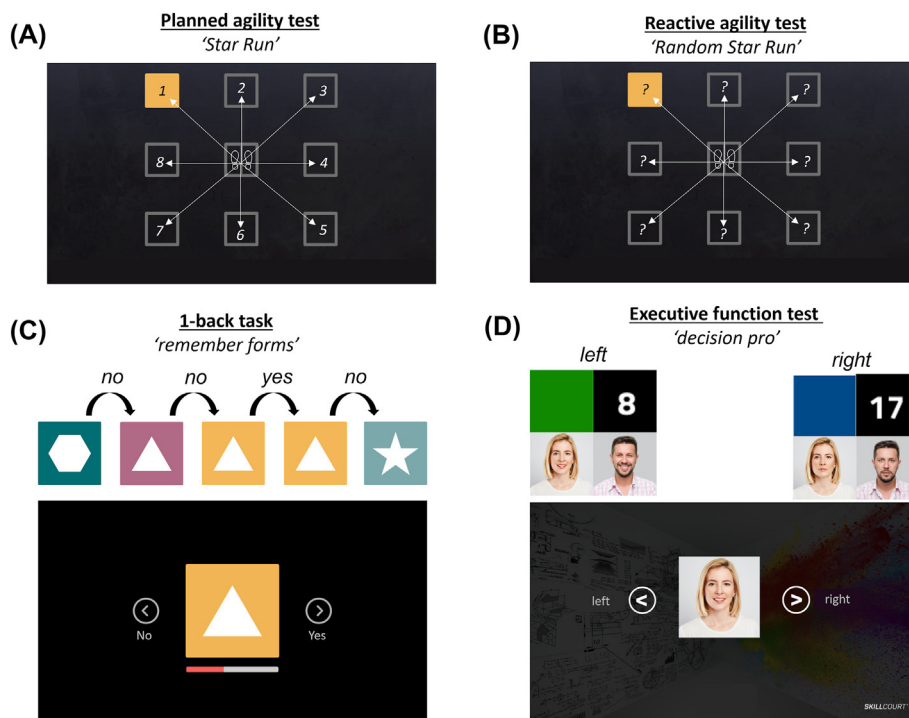 (A)
Planned agility test
'Star Run'
1 2 3
8 4
7 6 5
(B)
Reactive agility test
'Random Star Run'
? ? ?
? ?
? ? ?
(C)
1-back task
'remember forms'
no no yes no
No Yes
(D)
Executive function test
'decision pro'
left right
8 17
left < > right
SKILLCOURT